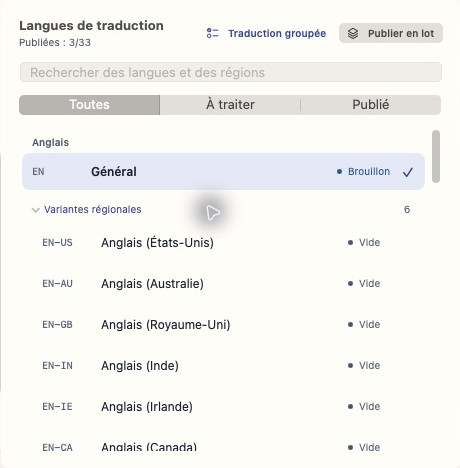 Langues de traduction
Publiées : 3/33
Traduction groupée
Publier en lot
Rechercher des langues et des régions
Toutes
À traiter
Publié
Anglais
EN Général Brouillon
Variantes régionales 6
EN-US Anglais (États-Unis) Vide
EN-AU Anglais (Australie) Vide
EN-GB Anglais (Royaume-Uni) Vide
EN-IN Anglais (Inde) Vide
EN-IE Anglais (Irlande) Vide
EN-CA Anglais (Canada) Vide